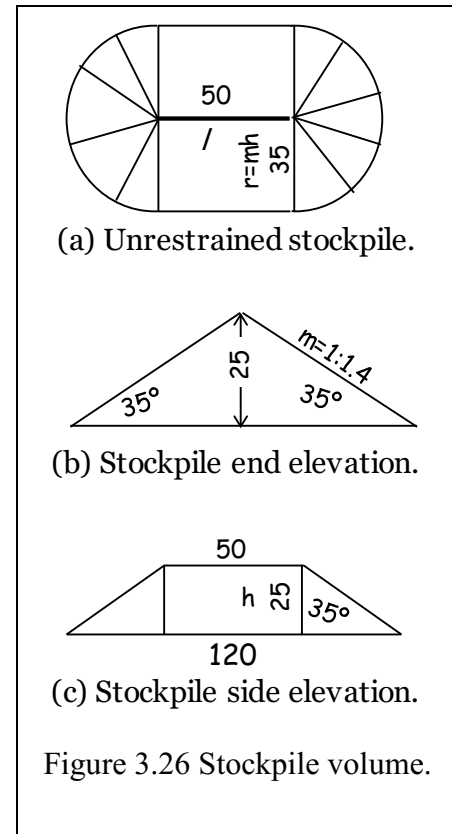 50
l
r=mh
35
(a) Unrestrained stockpile.
25
m=1:1.4
35°
35°
(b) Stockpile end elevation.
50
h
25
35°
120
(c) Stockpile side elevation.
Figure 3.26 Stockpile volume.